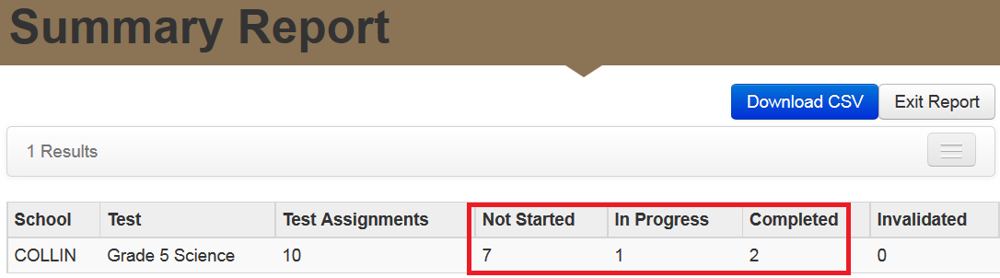 Summary Report
Download CSV Exit Report
1 Results
School Test Test Assignments Not Started In Progress Completed Invalidated
COLLIN Grade 5 Science 10 7 1 2 0